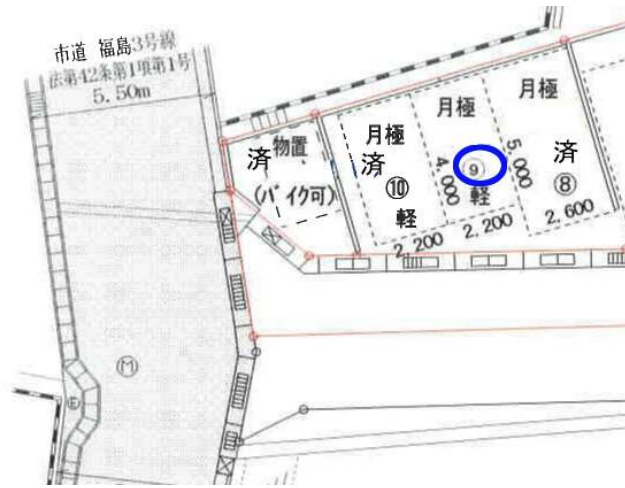 市道 福島3号線
法第42条第1項第1号
5.50m
済
物置
(バイク可)
月極
済
⑩
軽
2,200
月極
4,000
⑨
軽
2,200
月極
5,000
済
⑧
2,600
Ⓜ
Ⓔ